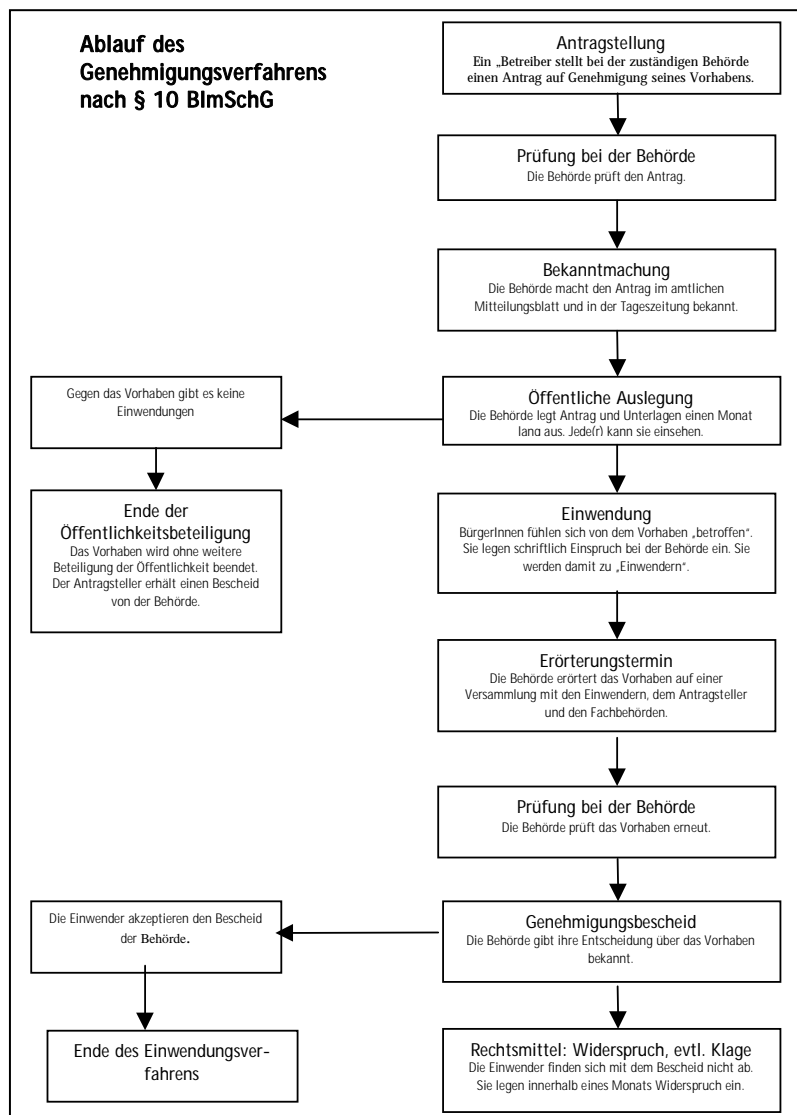 Ablauf des
Genehmigungsverfahrens
nach § 10 BImSchG
Antragstellung
Ein „Betreiber stellt bei der zuständigen Behörde
einen Antrag auf Genehmigung seines Vorhabens.
Prüfung bei der Behörde
Die Behörde prüft den Antrag.
Bekanntmachung
Die Behörde macht den Antrag im amtlichen
Mitteilungsblatt und in der Tageszeitung bekannt.
Öffentliche Auslegung
Die Behörde legt Antrag und Unterlagen einen Monat
lang aus. Jede(r) kann sie einsehen.
Gegen das Vorhaben gibt es keine
Einwendungen
Ende der
Öffentlichkeitsbeteiligung
Das Vorhaben wird ohne weitere
Beteiligung der Öffentlichkeit beendet.
Der Antragsteller erhält einen Bescheid
von der Behörde.
Einwendung
BürgerInnen fühlen sich von dem Vorhaben „betroffen“.
Sie legen schriftlich Einspruch bei der Behörde ein. Sie
werden damit zu „Einwendern“.
Erörterungstermin
Die Behörde erörtert das Vorhaben auf einer
Versammlung mit den Einwendern, dem Antragsteller
und den Fachbehörden.
Prüfung bei der Behörde
Die Behörde prüft das Vorhaben erneut.
Genehmigungsbescheid
Die Behörde gibt ihre Entscheidung über das Vorhaben
bekannt.
Die Einwender akzeptieren den Bescheid
der Behörde.
Ende des Einwendungsver-
fahrens
Rechtsmittel: Widerspruch, evtl. Klage
Die Einwender finden sich mit dem Bescheid nicht ab.
Sie legen innerhalb eines Monats Widerspruch ein.